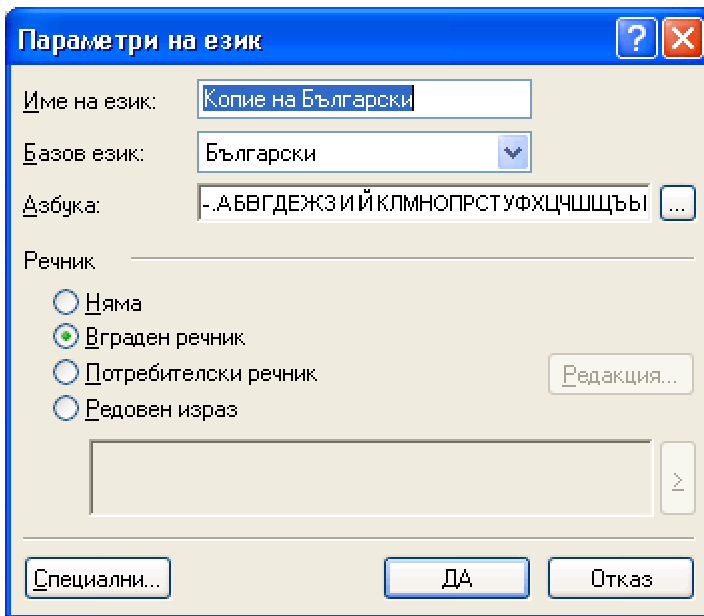 Параметри на език
Име на език: Копие на Български
Базов език: Български
Азбука: -.АБВГДЕЖЗИЙКЛМНОПРСТУФХЦЧШЩЪЫ ...
Речник
Няма
Вграден речник
Потребителски речник Редакция...
Редовен израз
>
Специални... ДА Отказ